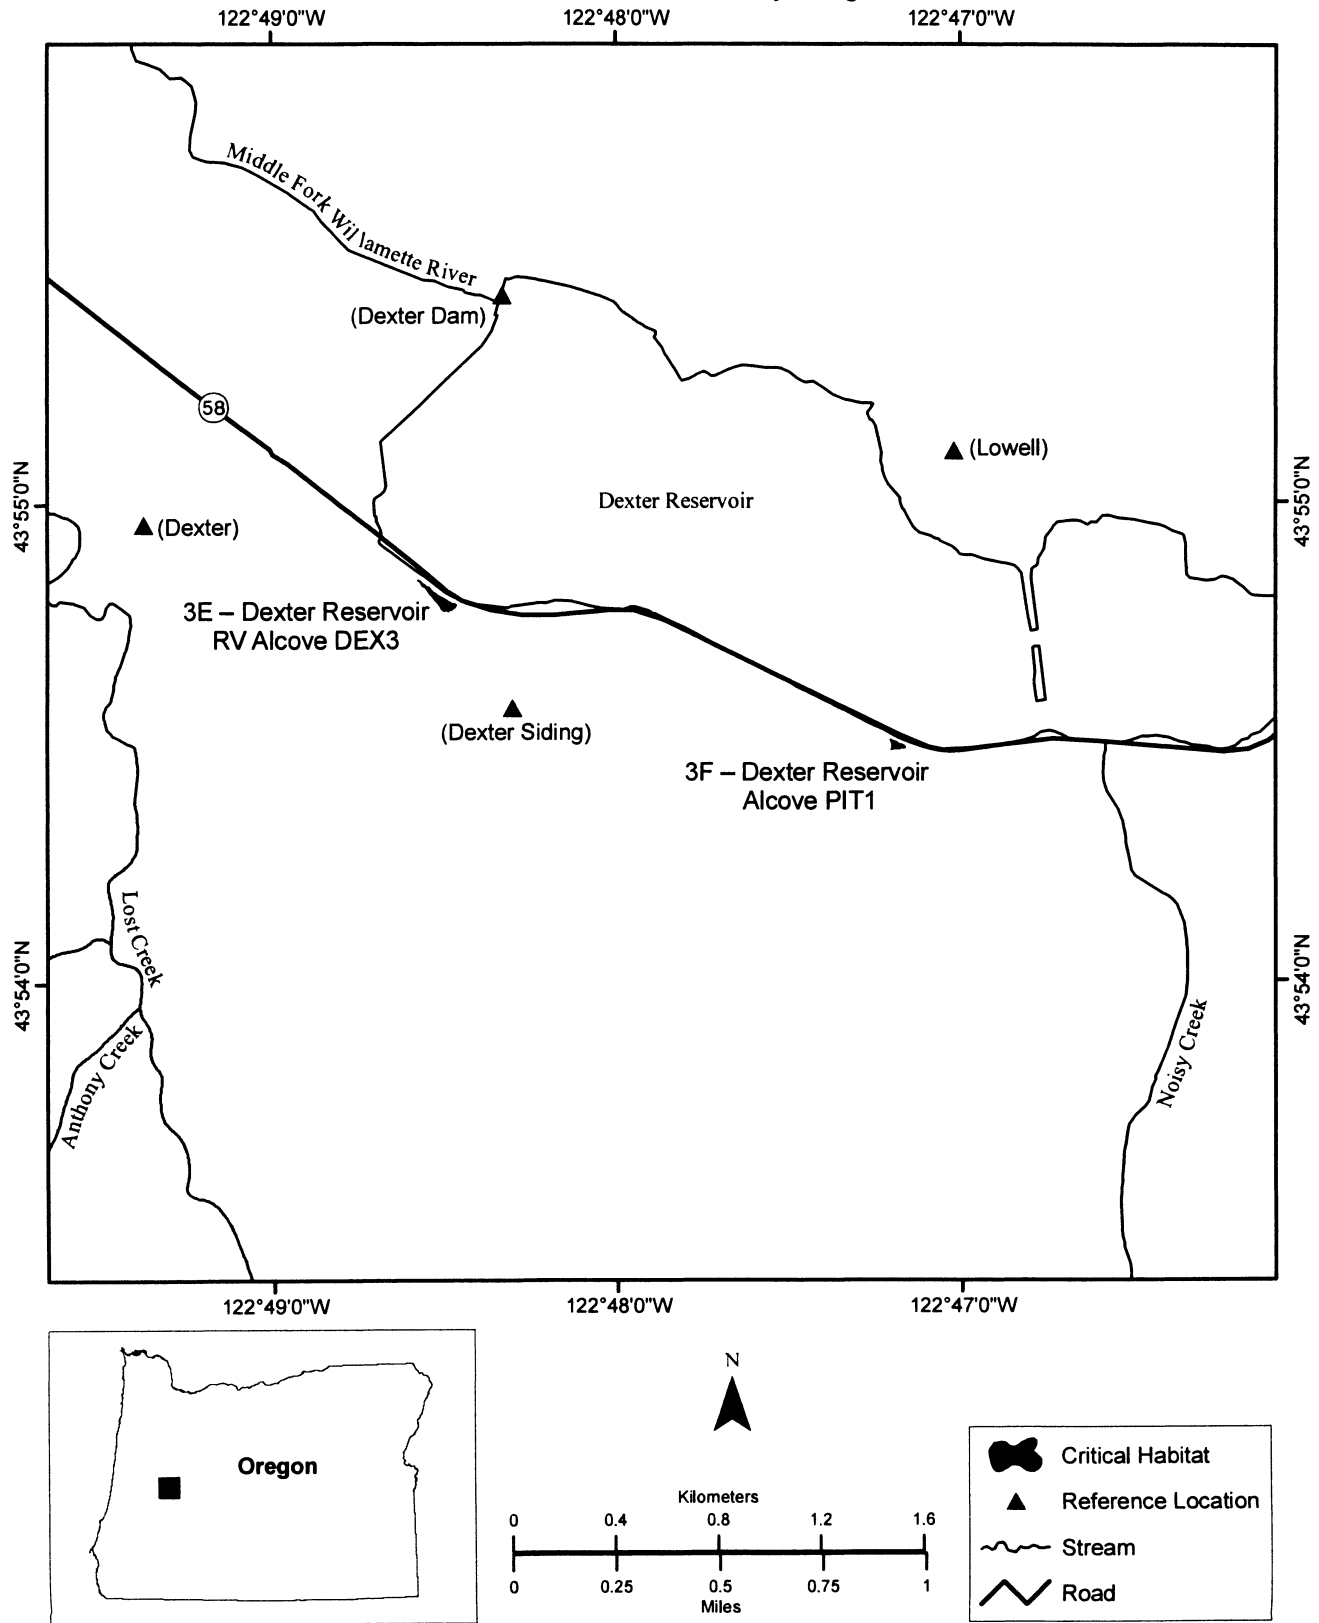 122°49'0"W 122°48'0"W 122°47'0"W
Middle Fork Willamette River
(Dexter Dam)
58
(Lowell)
Dexter Reservoir
43°55'0"N
43°55'0"N
(Dexter)
3E – Dexter Reservoir
RV Alcove DEX3
(Dexter Siding)
3F – Dexter Reservoir
Alcove PIT1
Lost Creek
43°54'0"N
43°54'0"N
Anthony Creek
Noisy Creek
122°49'0"W 122°48'0"W 122°47'0"W
Oregon
N
Kilometers
0 0.4 0.8 1.2 1.6
0 0.25 0.5 0.75 1
Miles
Critical Habitat
Reference Location
Stream
Road